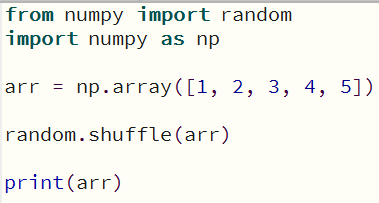 from numpy import random
import numpy as np
arr = np.array([1, 2, 3, 4, 5])
random.shuffle(arr)
print(arr)